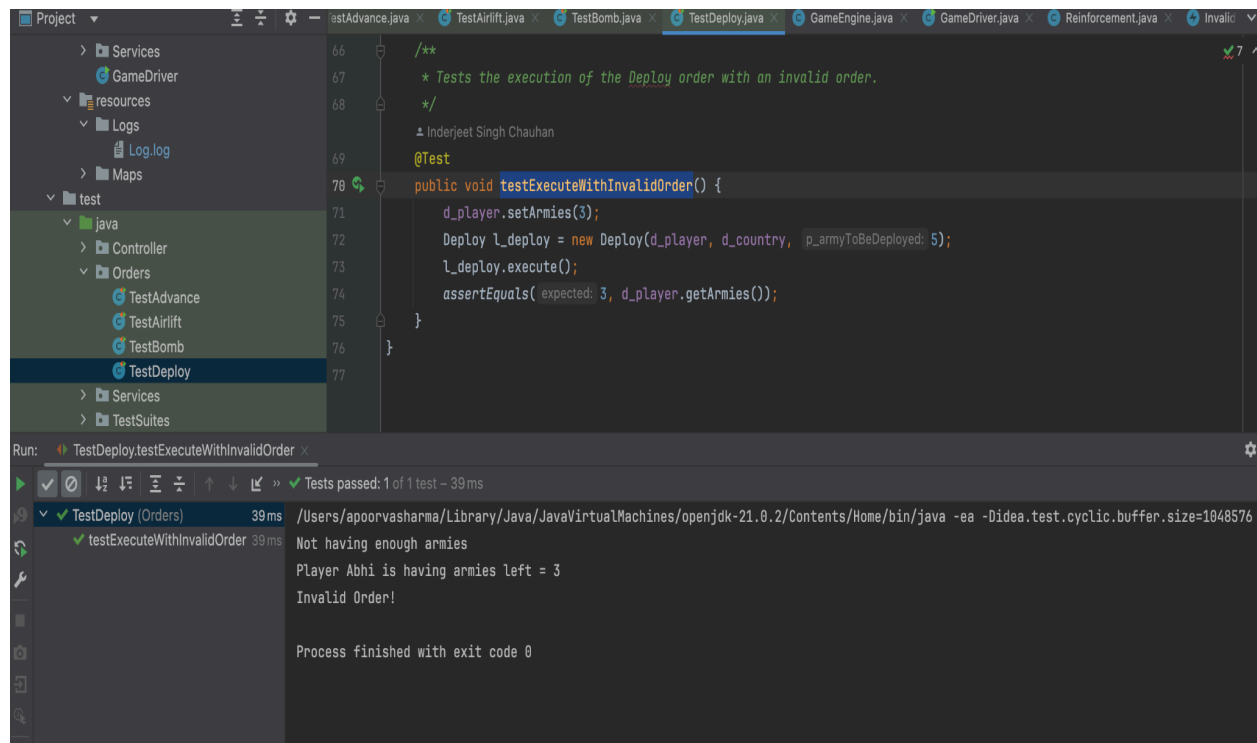 Project
estAdvance.java
TestAirlift.java
TestBomb.java
TestDeploy.java
GameEngine.java
GameDriver.java
Reinforcement.java
Invalid
Services
GameDriver
resources
Logs
Log.log
Maps
test
java
Controller
Orders
TestAdvance
TestAirlift
TestBomb
TestDeploy
Services
TestSuites
66 /**
67 * Tests the execution of the Deploy order with an invalid order.
68 */
Inderjeet Singh Chauhan
69 @Test
70 public void testExecuteWithInvalidOrder() {
71 d_player.setArmies(3);
72 Deploy l_deploy = new Deploy(d_player, d_country, p_armyToBeDeployed: 5);
73 l_deploy.execute();
74 assertEquals( expected: 3, d_player.getArmies());
75 }
76 }
77
7
Run: TestDeploy.testExecuteWithInvalidOrder
Tests passed: 1 of 1 test – 39 ms
TestDeploy (Orders) 39 ms
testExecuteWithInvalidOrder 39 ms
/Users/apoorvasharma/Library/Java/JavaVirtualMachines/openjdk-21.0.2/Contents/Home/bin/java -ea -Didea.test.cyclic.buffer.size=1048576
Not having enough armies
Player Abhi is having armies left = 3
Invalid Order!
Process finished with exit code 0